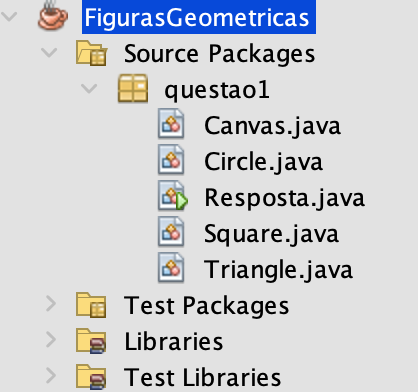 FigurasGeometricas
Source Packages
questao1
Canvas.java
Circle.java
Resposta.java
Square.java
Triangle.java
Test Packages
Libraries
Test Libraries